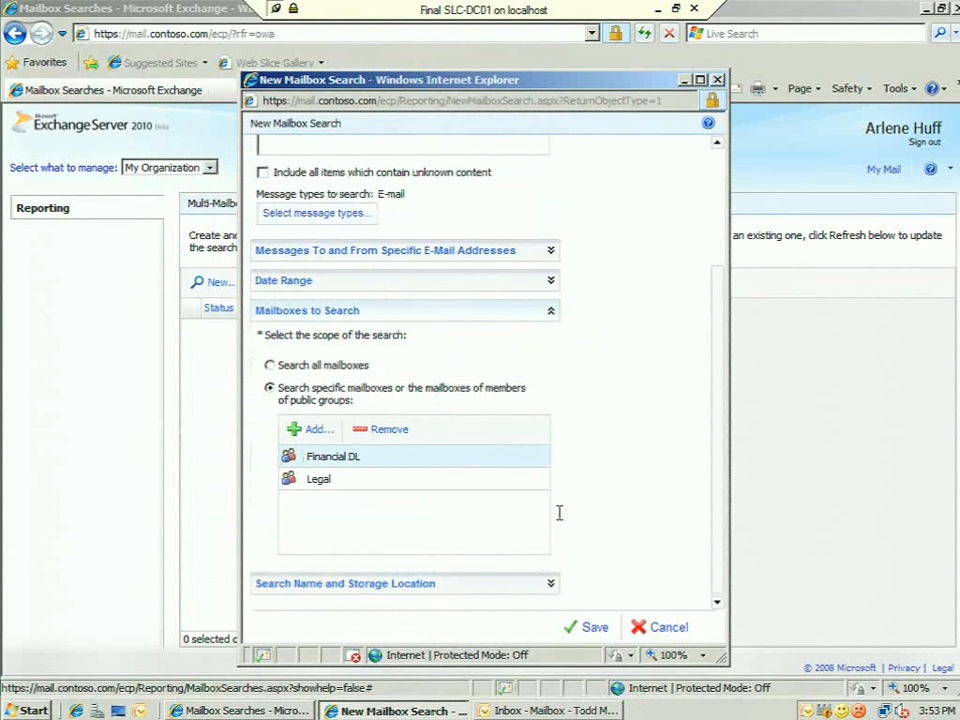 Mailbox Searches - Microsoft Exchange - Wi
Final SLC-DC01 on localhost
https://mail.contoso.com/ecp/?rfr=owa
Live Search
Favorites
Suggested Sites
Web Slice Gallery
Mailbox Searches - Microsoft Exchange
Page
Safety
Tools
New Mailbox Search - Windows Internet Explorer
https://mail.contoso.com/ecp/Reporting/NewMailboxSearch.aspx?ReturnObjectType=1
New Mailbox Search
Microsoft
Exchange Server 2010 Beta
Arlene Huff
Sign out
Select what to manage: My Organization
My Mail
Reporting
Multi-Mailbo
Create an
the search
an existing one, click Refresh below to update
New...
Status
Include all items which contain unknown content
Message types to search: E-mail
Select message types...
Messages To and From Specific E-Mail Addresses
Date Range
Mailboxes to Search
* Select the scope of the search:
Search all mailboxes
Search specific mailboxes or the mailboxes of members
of public groups:
Add...
Remove
Financial DL
Legal
Search Name and Storage Location
Save
Cancel
0 selected o
Internet | Protected Mode: Off
100%
© 2008 Microsoft | Privacy | Legal
https://mail.contoso.com/ecp/Reporting/MailboxSearches.aspx?showhelp=false#
Internet | Protected Mode: Off
100%
Start
Mailbox Searches - Micro...
New Mailbox Search - ...
Inbox - Mailbox - Todd M...
3:53 PM